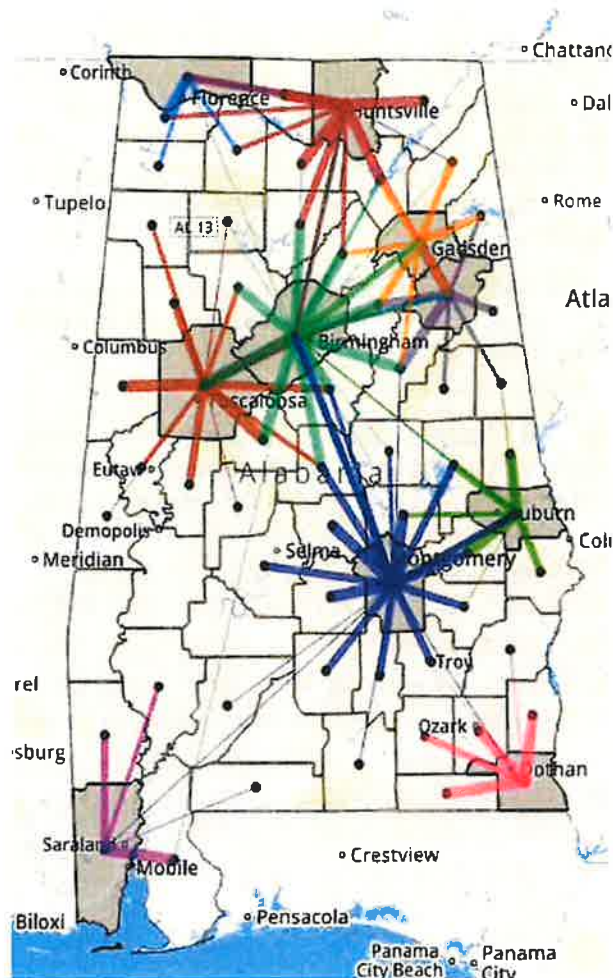 Chattanc
Corinth
Florence
Huntsville
Dal
Tupelo
Rome
AL 13
Gadsden
Atla
Columbus
Birmingham
Tuscaloosa
Eutaw
Alabama
Demopolis
Auburn
Selma
Montgomery
Colu
Meridian
Troy
rel
Ozark
sburg
Dothan
Saraland
Mobile
Crestview
Biloxi
Pensacola
Panama
City Beach
Panama
City